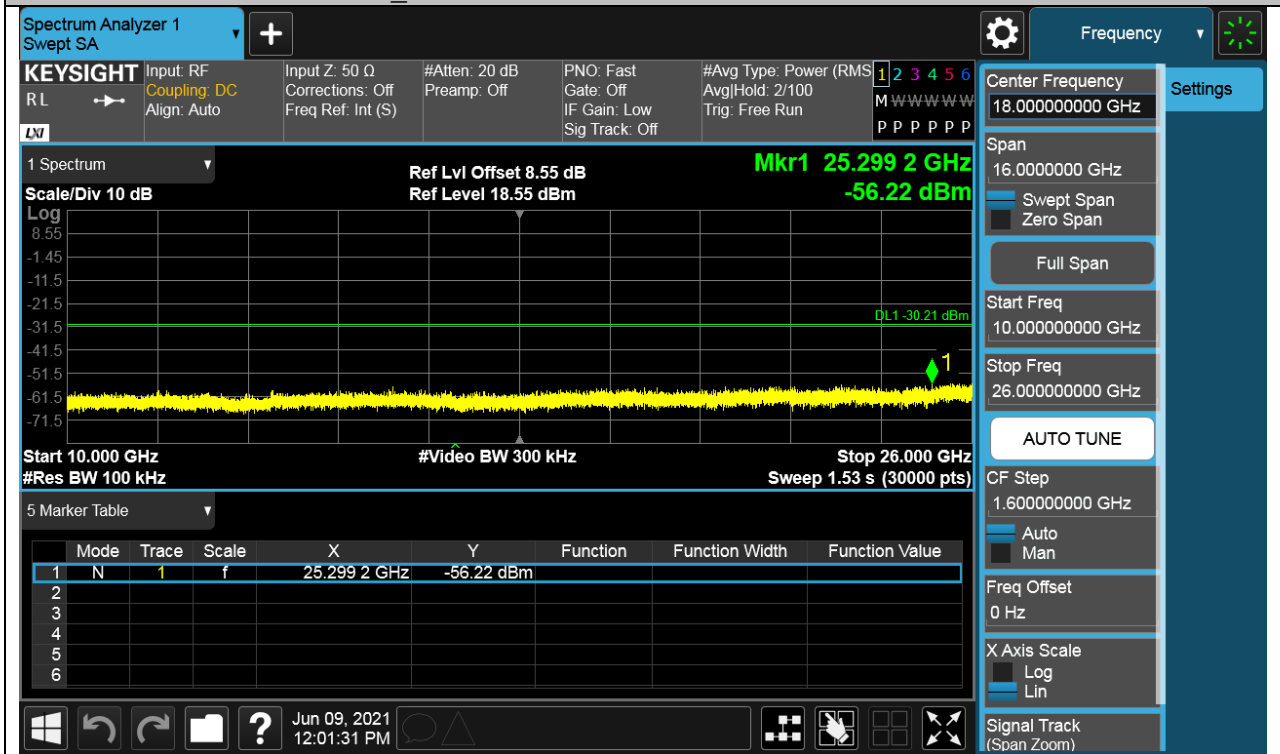 Spectrum Analyzer 1
Swept SA
+
Frequency
KEYSIGHT
RL
LXI
Input: RF
Coupling: DC
Align: Auto
Input Z: 50 Ω
Corrections: Off
Freq Ref: Int (S)
#Atten: 20 dB
Preamp: Off
PNO: Fast
Gate: Off
IF Gain: Low
Sig Track: Off
#Avg Type: Power (RMS
Avg|Hold: 2/100
Trig: Free Run
1 2 3 4 5 6
M W W W W W
P P P P P P
1 Spectrum
Scale/Div 10 dB
Ref Lvl Offset 8.55 dB
Ref Level 18.55 dBm
Mkr1 25.299 2 GHz
-56.22 dBm
Log
8.55
-1.45
-11.5
-21.5
-31.5
-41.5
-51.5
-61.5
-71.5
DL1 -30.21 dBm
1
Start 10.000 GHz
#Video BW 300 kHz
Stop 26.000 GHz
#Res BW 100 kHz
Sweep 1.53 s (30000 pts)
5 Marker Table
Mode Trace Scale X Y Function Function Width Function Value
1 N 1 f 25.299 2 GHz -56.22 dBm
2
3
4
5
6
?
Jun 09, 2021
12:01:31 PM
Center Frequency
18.000000000 GHz
Settings
Span
16.0000000 GHz
Swept Span
Zero Span
Full Span
Start Freq
10.000000000 GHz
Stop Freq
26.000000000 GHz
AUTO TUNE
CF Step
1.600000000 GHz
Auto
Man
Freq Offset
0 Hz
X Axis Scale
Log
Lin
Signal Track
(Span Zoom)